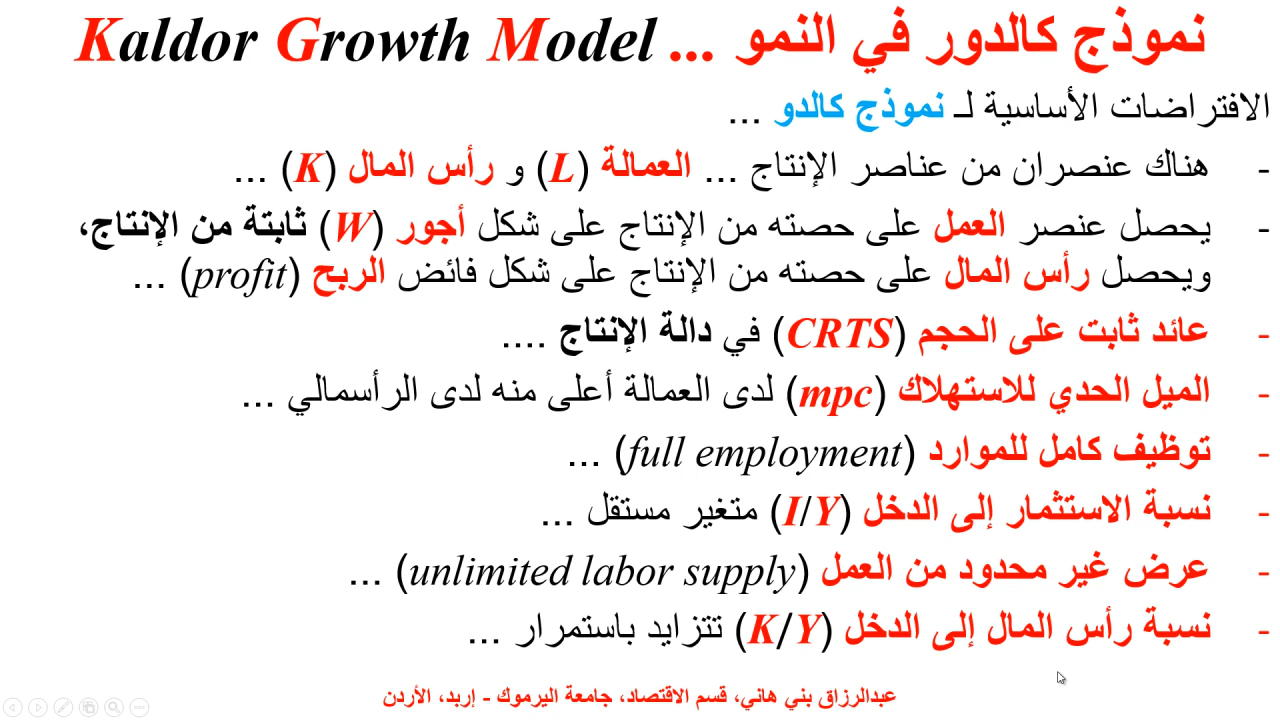 نموذج كالدور في النمو ... Kaldor Growth Model
الافتراضات الأساسية لـ نموذج كالدو ...
- هناك عنصران من عناصر الإنتاج ... العمالة (L) و رأس المال (K) ...
- يحصل عنصر العمل على حصته من الإنتاج على شكل أجور (W) ثابتة من الإنتاج،
ويحصل رأس المال على حصته من الإنتاج على شكل فائض الربح (profit) ...
- عائد ثابت على الحجم (CRTS) في دالة الإنتاج ....
- الميل الحدي للاستهلاك (mpc) لدى العمالة أعلى منه لدى الرأسمالي ...
- توظيف كامل للموارد (full employment) ...
- نسبة الاستثمار إلى الدخل (I/Y) متغير مستقل ...
- عرض غير محدود من العمل (unlimited labor supply) ...
- نسبة رأس المال إلى الدخل (K/Y) تتزايد باستمرار ...
عبدالرزاق بني هاني، قسم الاقتصاد، جامعة اليرموك - إربد، الأردن